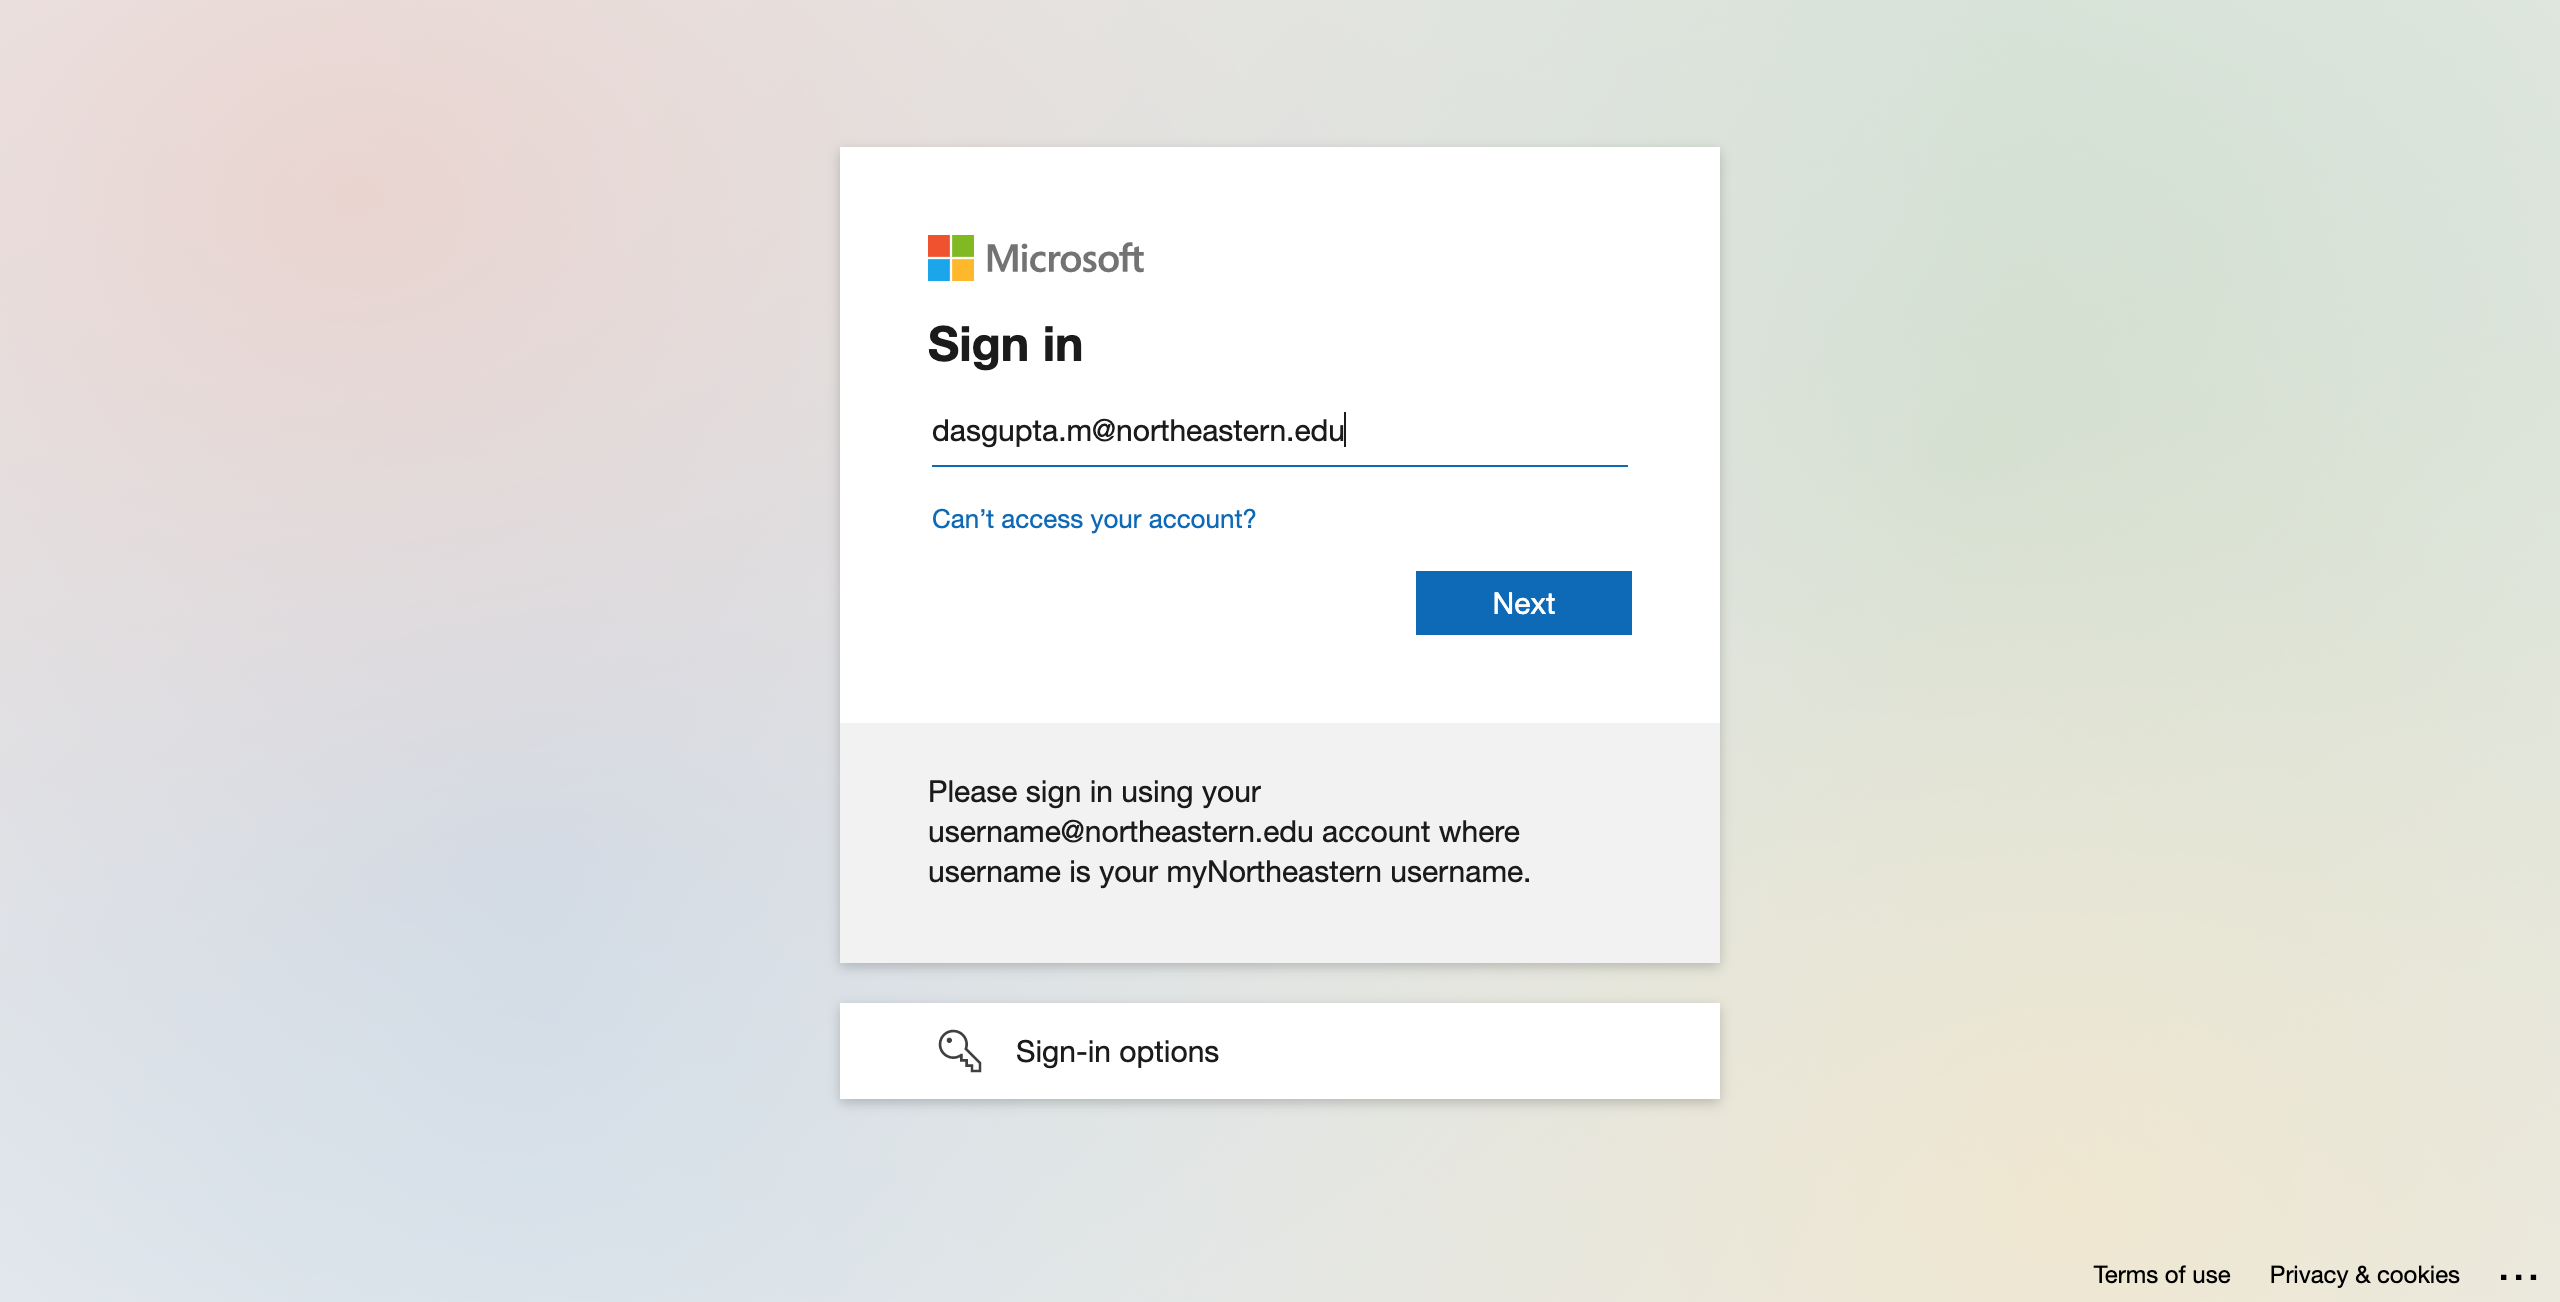 Microsoft
Sign in
dasgupta.m@northeastern.edu
Can’t access your account?
Next
Please sign in using your
username@northeastern.edu account where
username is your myNortheastern username.
Sign-in options
Terms of use
Privacy & cookies
...